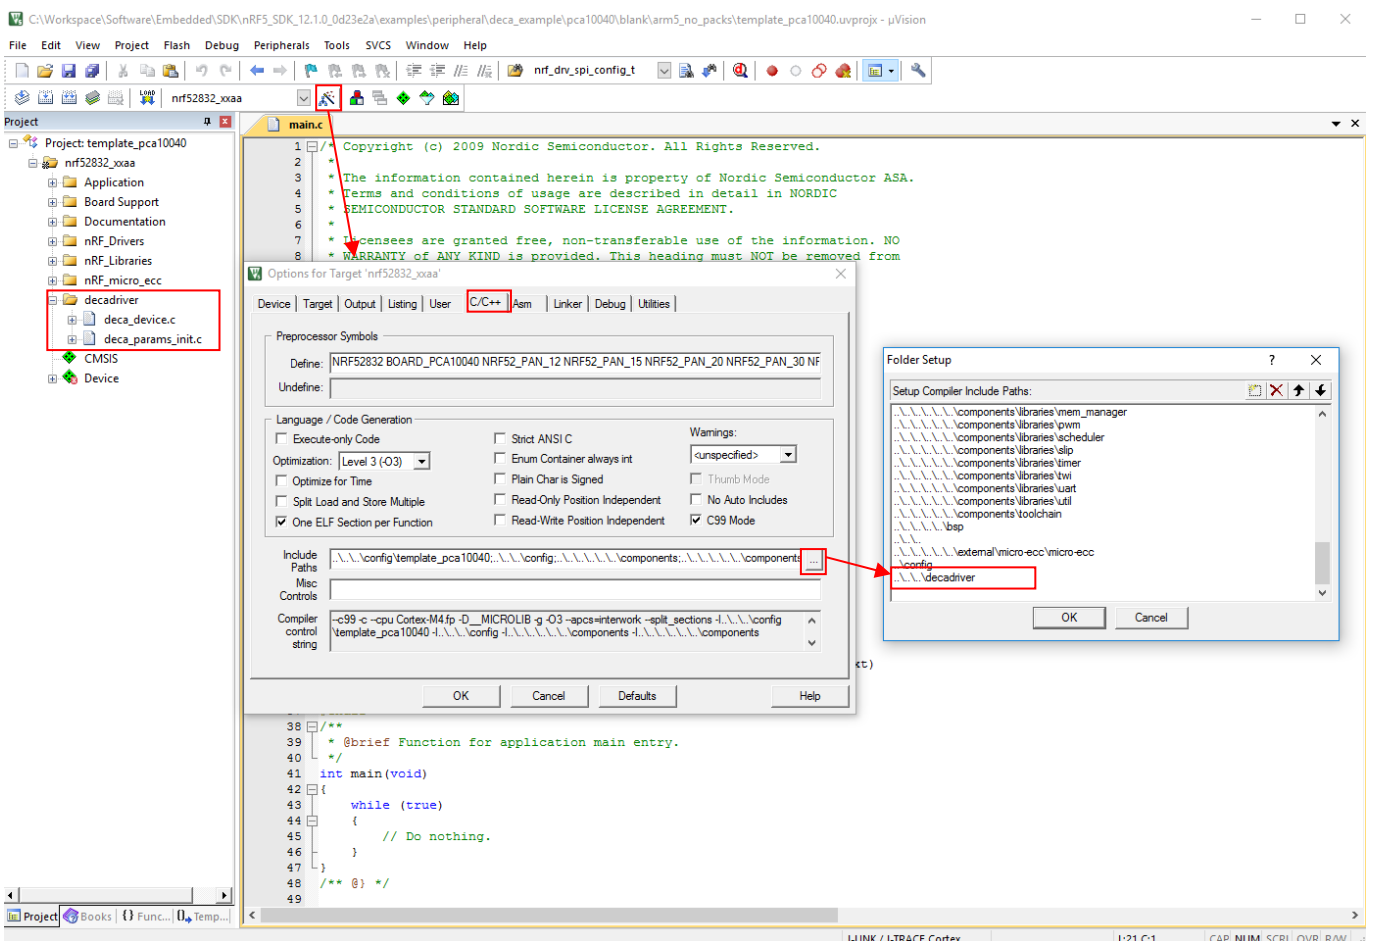 C:\Workspace\Software\Embedded\SDK\nRF5_SDK_12.1.0_0d23e2a\examples\peripheral\deca_example\pca10040\blank\arm5_no_packs\template_pca10040.uvprojx - µVision
File Edit View Project Flash Debug Peripherals Tools SVCS Window Help
nrf_drv_spi_config_t
LOAD
nrf52832_xxaa
Project
Project: template_pca10040
nrf52832_xxaa
Application
Board Support
Documentation
nRF_Drivers
nRF_Libraries
nRF_micro_ecc
decadriver
deca_device.c
deca_params_init.c
CMSIS
Device
Project Books {} Func... Temp...
main.c
1 /* Copyright (c) 2009 Nordic Semiconductor. All Rights Reserved.
2 *
3 * The information contained herein is property of Nordic Semiconductor ASA.
4 * Terms and conditions of usage are described in detail in NORDIC
5 * SEMICONDUCTOR STANDARD SOFTWARE LICENSE AGREEMENT.
6 *
7 * Licensees are granted free, non-transferable use of the information. NO
8 * WARRANTY of ANY KIND is provided. This heading must NOT be removed from
Options for Target 'nrf52832_xxaa'
Device Target Output Listing User C/C++ Asm Linker Debug Utilities
Preprocessor Symbols
Define: NRF52832 BOARD_PCA10040 NRF52_PAN_12 NRF52_PAN_15 NRF52_PAN_20 NRF52_PAN_30 NF
Undefine:
Language / Code Generation
Execute-only Code
Optimization: Level 3 (-O3)
Optimize for Time
Split Load and Store Multiple
One ELF Section per Function
Strict ANSI C
Enum Container always int
Plain Char is Signed
Read-Only Position Independent
Read-Write Position Independent
Warnings:
<unspecified>
Thumb Mode
No Auto Includes
C99 Mode
Include Paths
..\..\..\config\template_pca10040;..\..\..\config;..\..\..\..\..\..\components;..\..\..\..\..\..\components
...
Misc Controls
Compiler control string
--c99 -c --cpu Cortex-M4.fp -D__MICROLIB -g -O3 --apcs=interwork --split_sections -I..\..\..\config
\template_pca10040 -I..\..\..\config -I..\..\..\..\..\..\components -I..\..\..\..\..\..\components
OK Cancel Defaults Help
Folder Setup ?
Setup Compiler Include Paths:
..\..\..\..\..\..\components\libraries\mem_manager
..\..\..\..\..\..\components\libraries\pwm
..\..\..\..\..\..\components\libraries\scheduler
..\..\..\..\..\..\components\libraries\slip
..\..\..\..\..\..\components\libraries\timer
..\..\..\..\..\..\components\libraries\twi
..\..\..\..\..\..\components\libraries\uart
..\..\..\..\..\..\components\libraries\util
..\..\..\..\..\..\components\toolchain
..\..\..\..\..\bsp
..\..\..
..\..\..\..\..\..\external\micro-ecc\micro-ecc
..\config
..\..\..\decadriver
OK Cancel
xt)
38 /**
39 * @brief Function for application main entry.
40 */
41 int main(void)
42 {
43 while (true)
44 {
45 // Do nothing.
46 }
47 }
48 /** @} */
49
J-LINK / J-TRACE Cortex
L:21 C:1
CAP NUM SCRL OVR R/W